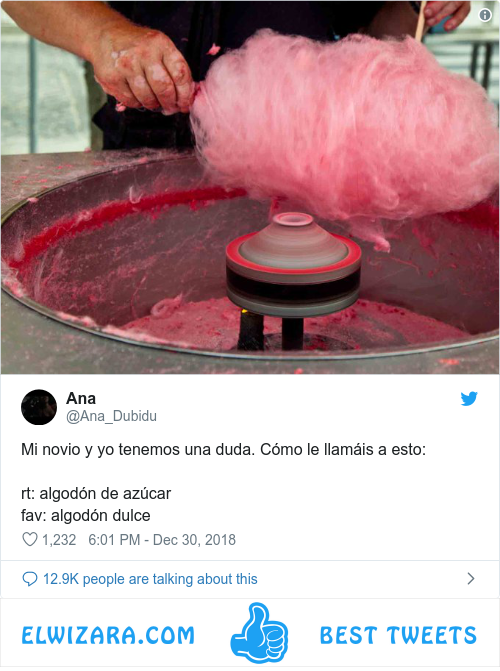 Ana
@Ana_Dubidu
Mi novio y yo tenemos una duda. Cómo le llamáis a esto:
rt: algodón de azúcar
fav: algodón dulce
1,232 6:01 PM - Dec 30, 2018
12.9K people are talking about this
ELWIZARA.COM BEST TWEETS